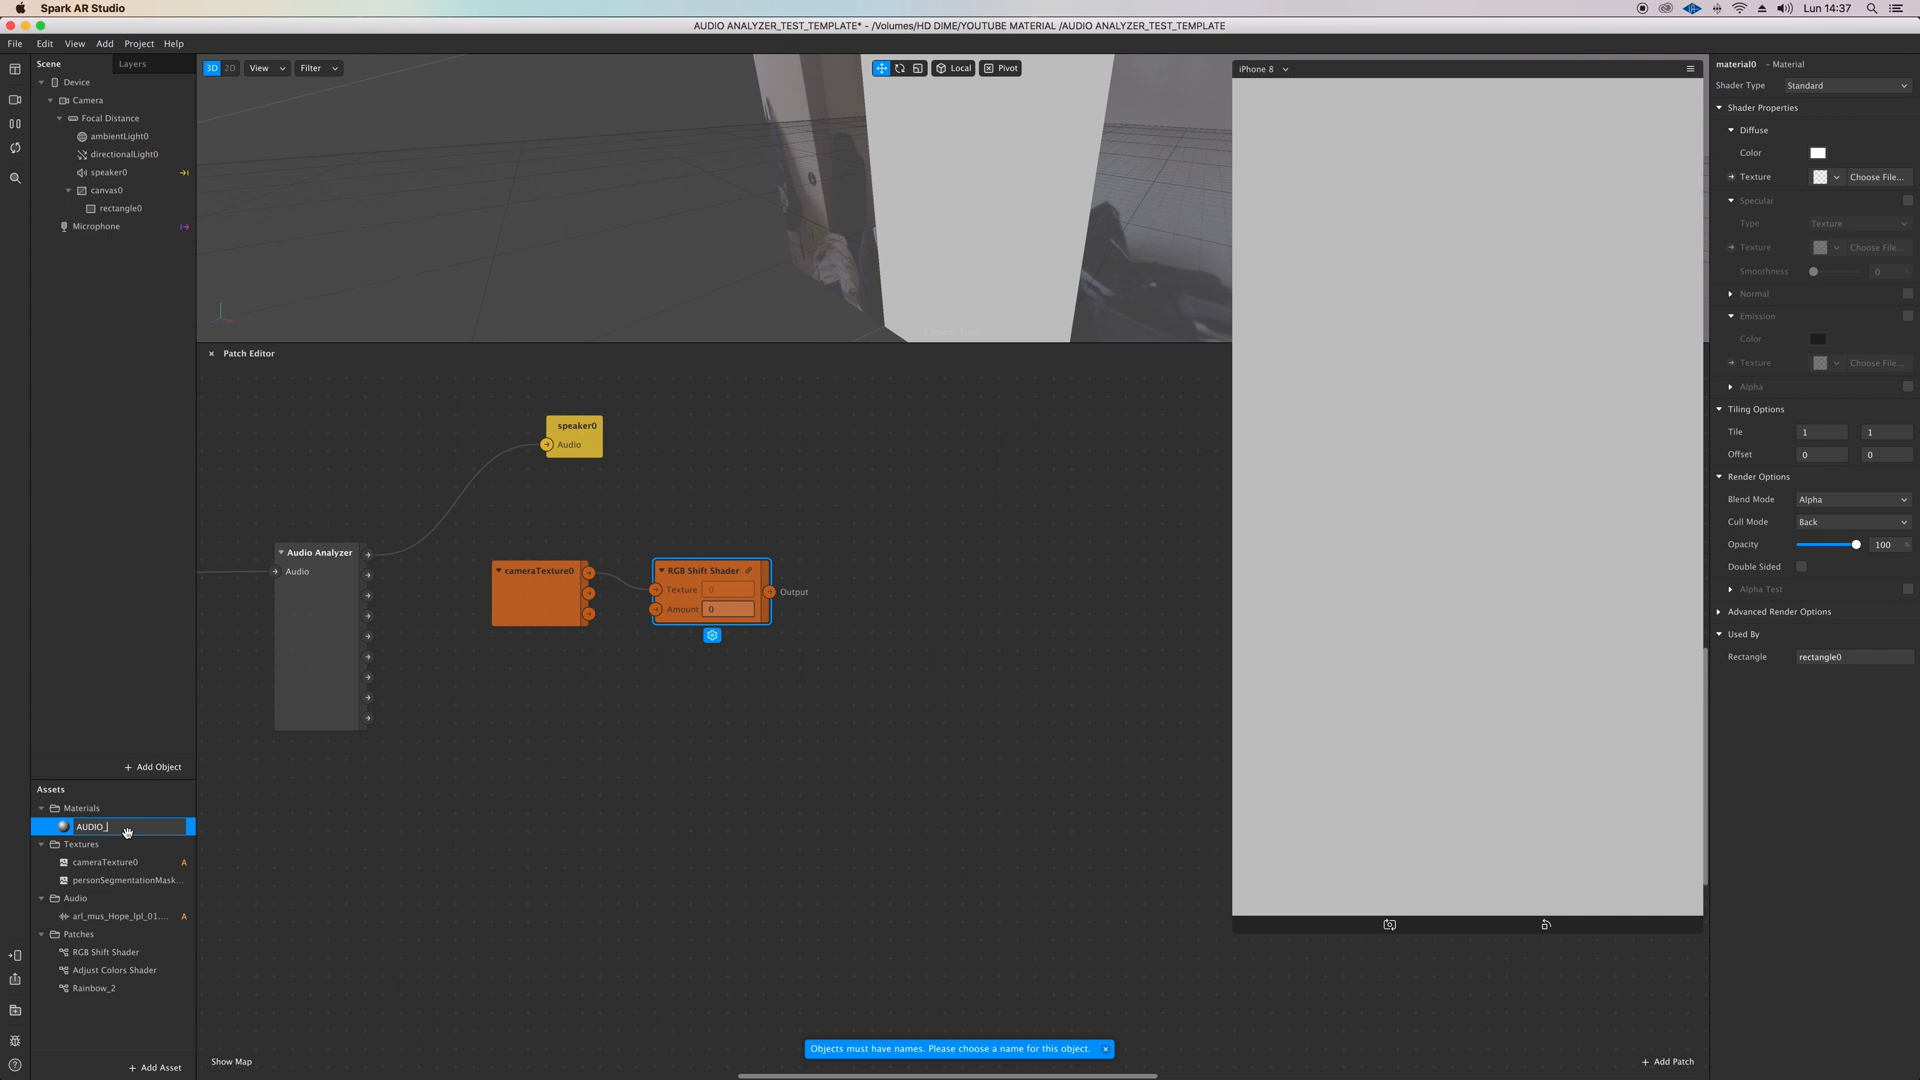 Spark AR Studio
Lun 14:37
AUDIO ANALYZER_TEST_TEMPLATE* - /Volumes/HD DIME/YOUTUBE MATERIAL /AUDIO ANALYZER_TEST_TEMPLATE
File Edit View Add Project Help
Scene Layers
Device
Camera
Focal Distance
ambientLight0
directionalLight0
speaker0
canvas0
rectangle0
Microphone
+ Add Object
3D 2D View Filter
Local Pivot
iPhone 8
Patch Editor
speaker0
Audio
Audio Analyzer
Audio
cameraTexture0
RGB Shift Shader
Texture 0
Amount 0
Output
Assets
Materials
AUDIO_
Textures
cameraTexture0 A
personSegmentationMask...
Audio
arl_mus_Hope_lpl_01.... A
Patches
RGB Shift Shader
Adjust Colors Shader
Rainbow_2
+ Add Asset
Show Map
Objects must have names. Please choose a name for this object.
+ Add Patch
material0 - Material
Shader Type Standard
Shader Properties
Diffuse
Color
Texture Choose File...
Specular
Type Texture
Texture Choose File...
Smoothness 0 %
Normal
Emission
Color
Texture Choose File...
Alpha
Tiling Options
Tile 1 1
Offset 0 0
Render Options
Blend Mode Alpha
Cull Mode Back
Opacity 100 %
Double Sided
Alpha Test
Advanced Render Options
Used By
Rectangle rectangle0